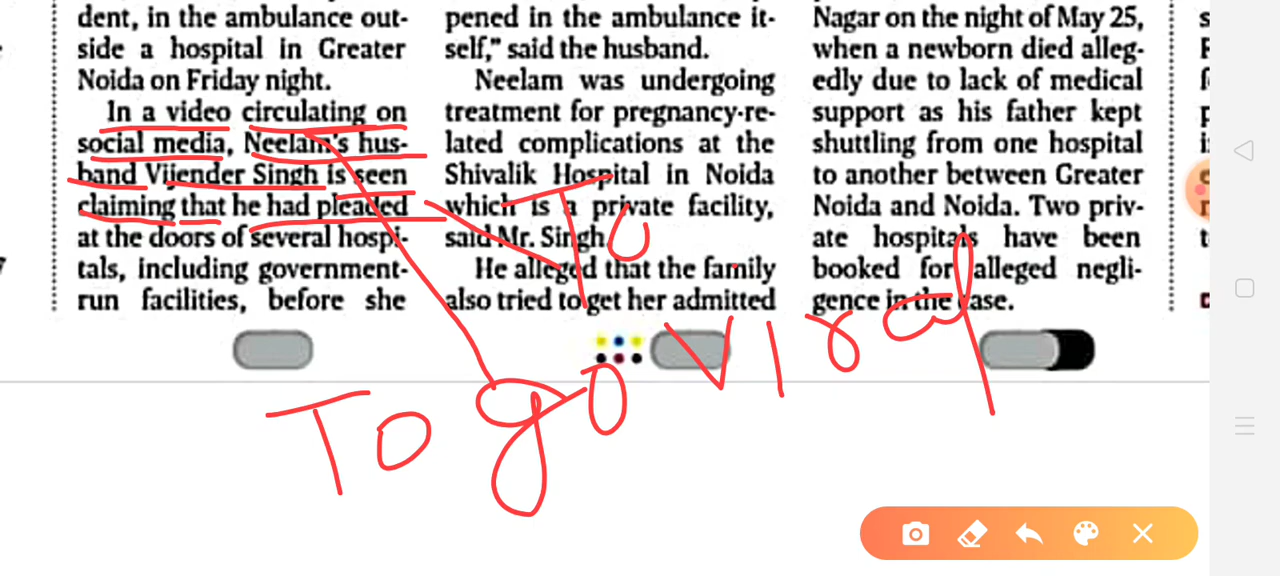 dent, in the ambulance out-
side a hospital in Greater
Noida on Friday night.
In a video circulating on
social media, Neelam's hus-
band Vijender Singh is seen
claiming that he had pleaded
at the doors of several hospi-
tals, including government-
run facilities, before she
pened in the ambulance it-
self," said the husband.
Neelam was undergoing
treatment for pregnancy-re-
lated complications at the
Shivalik Hospital in Noida
which is a private facility,
said Mr. Singh.
He alleged that the family
also tried to get her admitted
Nagar on the night of May 25,
when a newborn died alleg-
edly due to lack of medical
support as his father kept
shuttling from one hospital
to another between Greater
Noida and Noida. Two priv-
ate hospitals have been
booked for alleged negli-
gence in the case.
To
To go viral